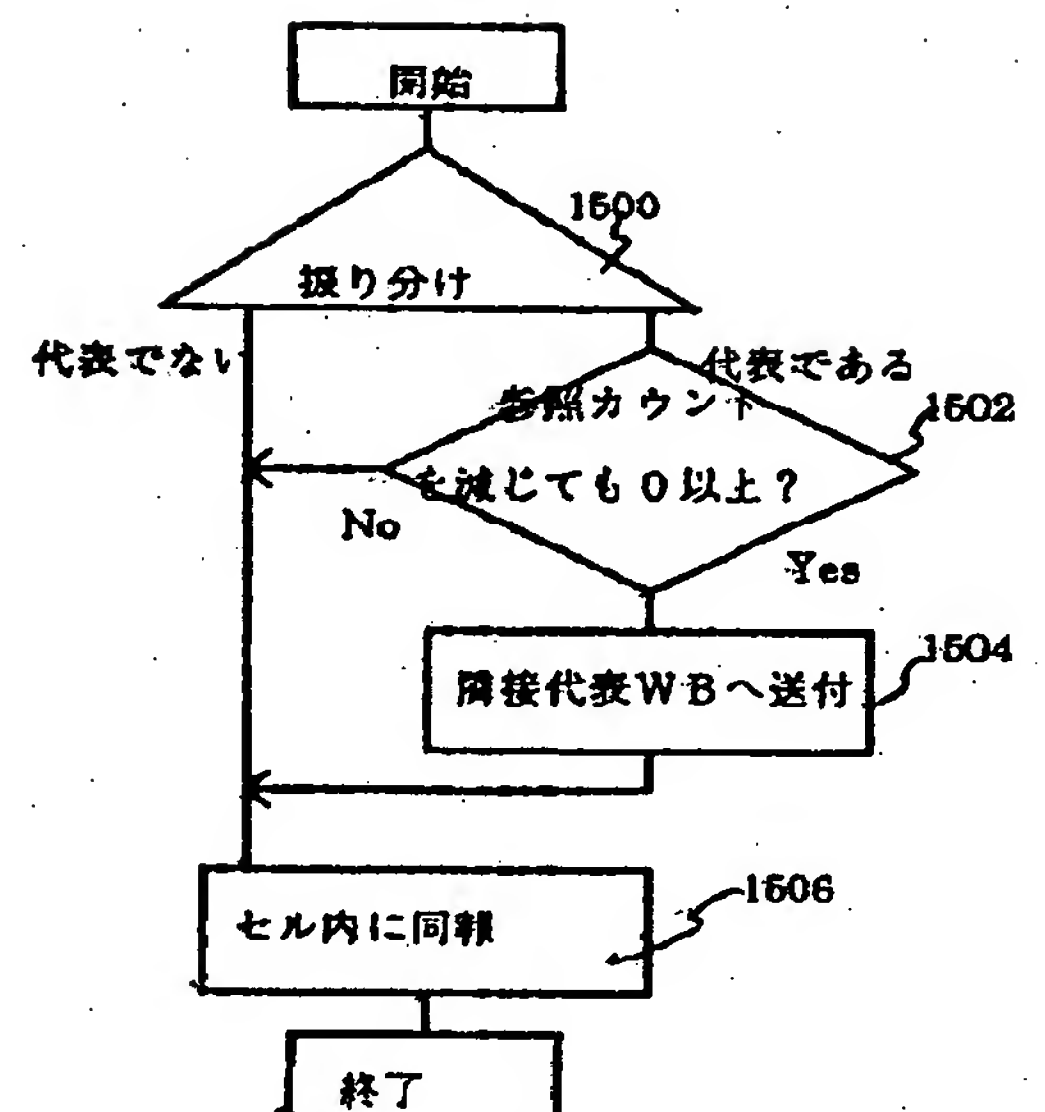 開始
1500
振り分け
代表でない
代表である
参照カウント
1502
を減じても0以上?
No
Yes
1504
隣接代表WBへ送付
1506
セル内に同報
終了